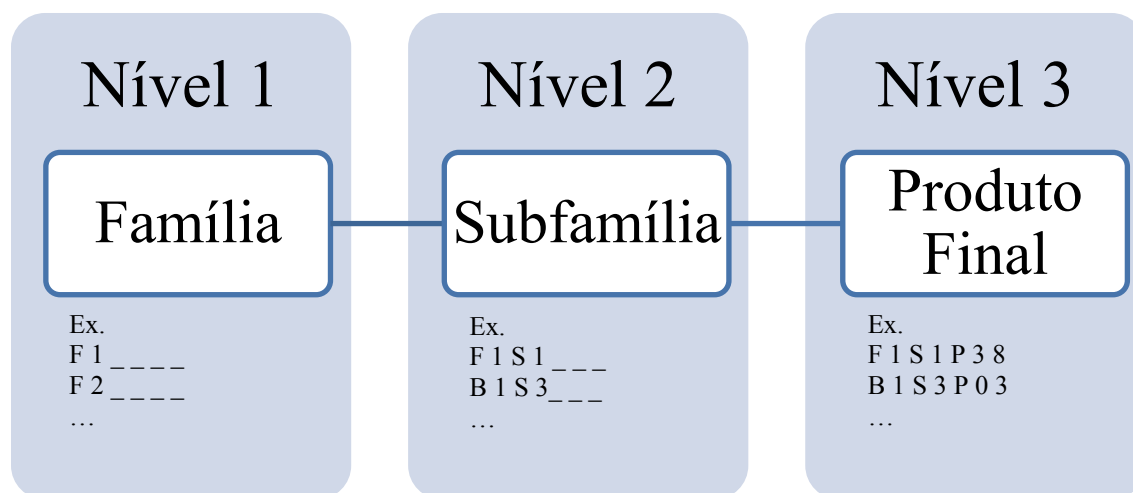 Nível 1
Família
Ex.
F 1 _ _ _ _
F 2 _ _ _ _
…
Nível 2
Subfamília
Ex.
F 1 S 1 _ _ _
B 1 S 3_ _ _
…
Nível 3
Produto
Final
Ex.
F 1 S 1 P 3 8
B 1 S 3 P 0 3
…